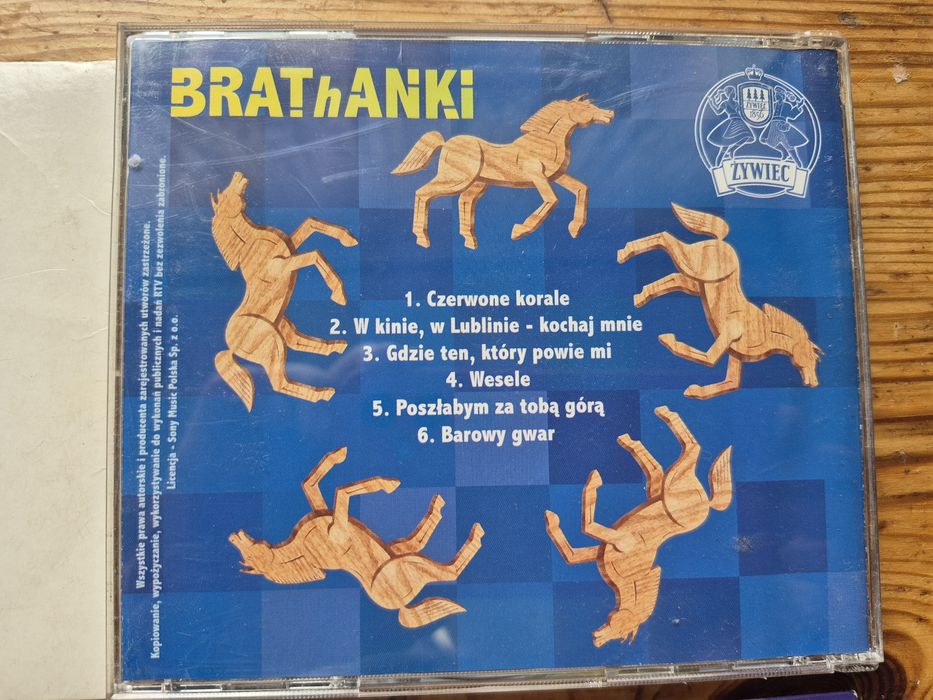 BRAThANKi
ŻYWIEC
1856
ŻYWIEC
1. Czerwone korale
2. W kinie, w Lublinie - kochaj mnie
3. Gdzie ten, który powie mi
4. Wesele
5. Poszłabym za tobą górą
6. Barowy gwar
Wszystkie prawa autorskie i producenta zarejestrowanych utworów zastrzeżone.
Kopiowanie, wypożyczanie, wykorzystywanie do wykonań publicznych i nadań RTV bez zezwolenia zabronione.
Licencja - Sony Music Polska Sp. z o.o.